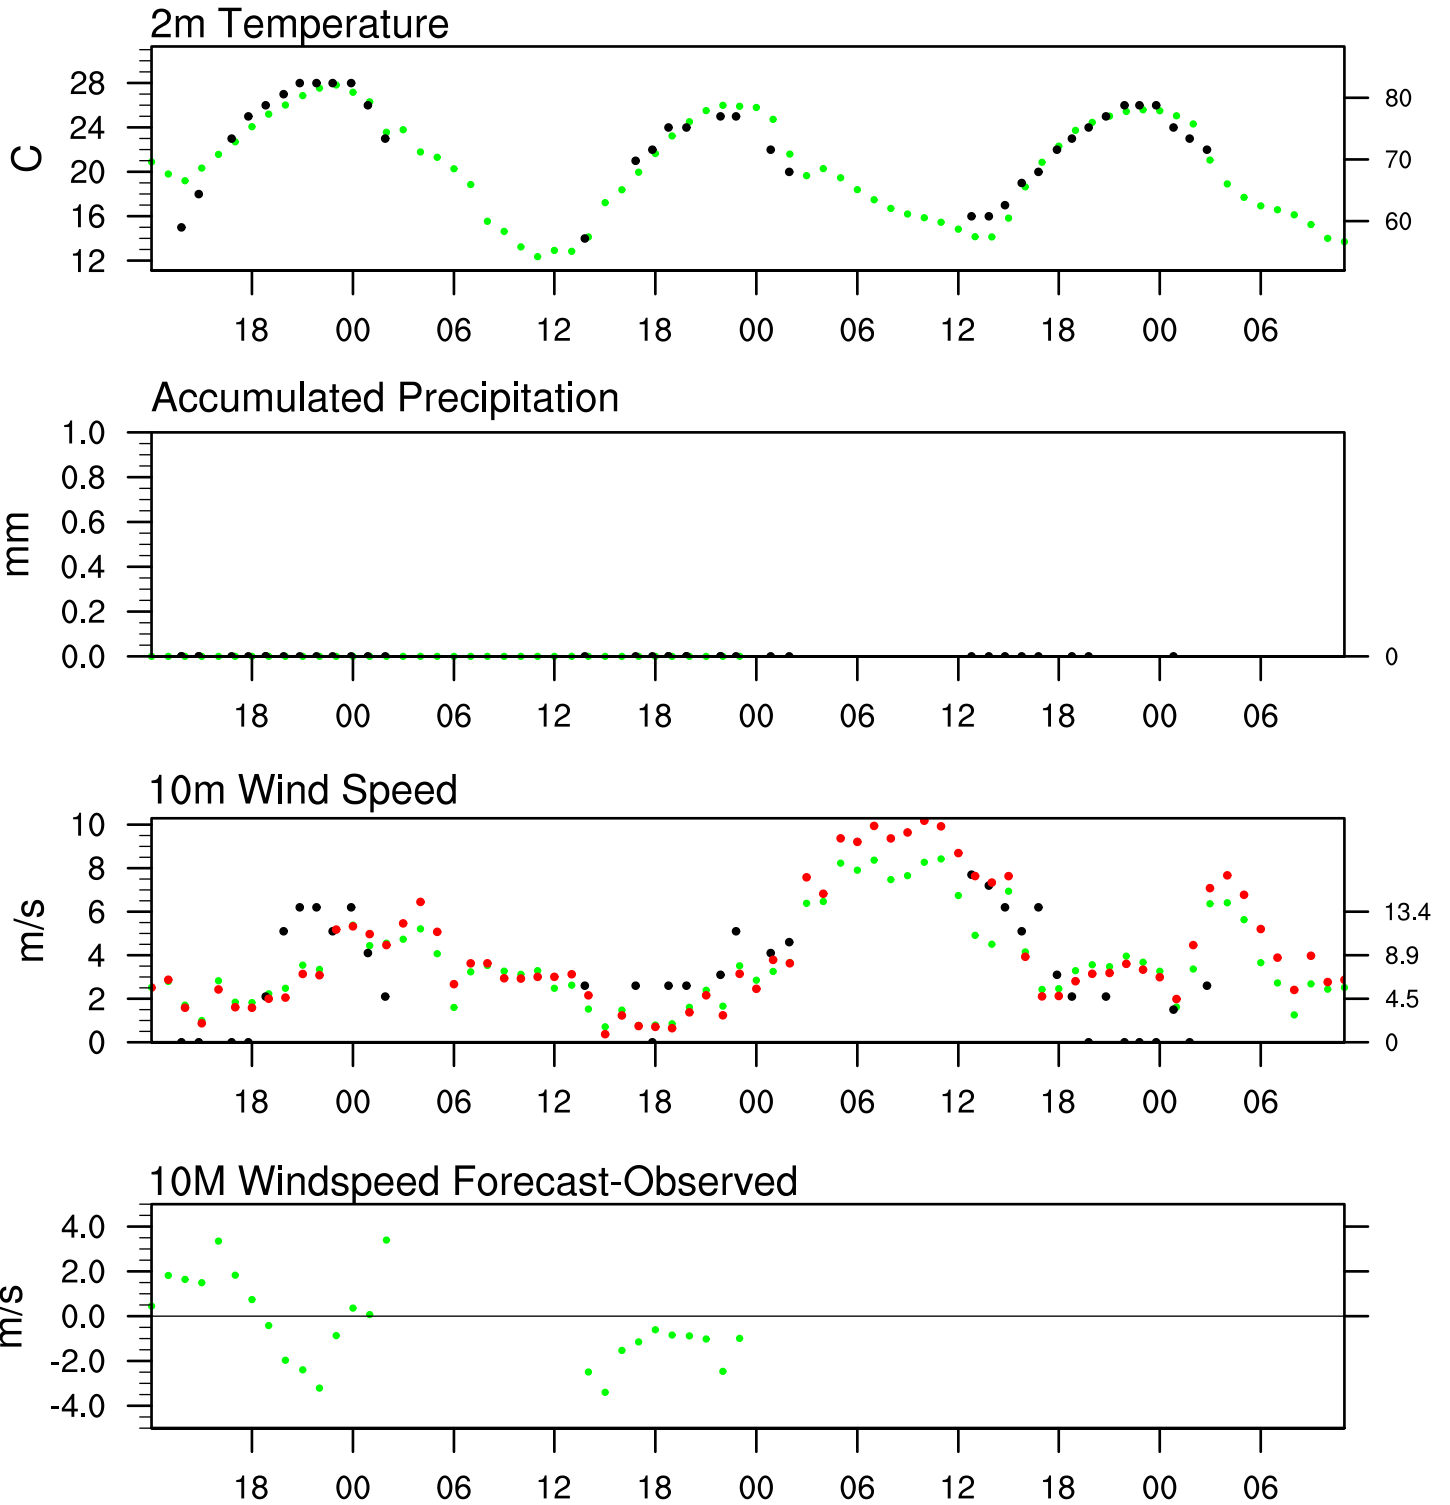 2m Temperature
28
24
20
16
12
C
80
70
60
18 00 06 12 18 00 06 12 18 00 06
Accumulated Precipitation
1.0
0.8
0.6
0.4
0.2
0.0
mm
0
18 00 06 12 18 00 06 12 18 00 06
10m Wind Speed
10
8
6
4
2
0
m/s
13.4
8.9
4.5
0
18 00 06 12 18 00 06 12 18 00 06
10M Windspeed Forecast-Observed
4.0
2.0
0.0
-2.0
-4.0
m/s
18 00 06 12 18 00 06 12 18 00 06